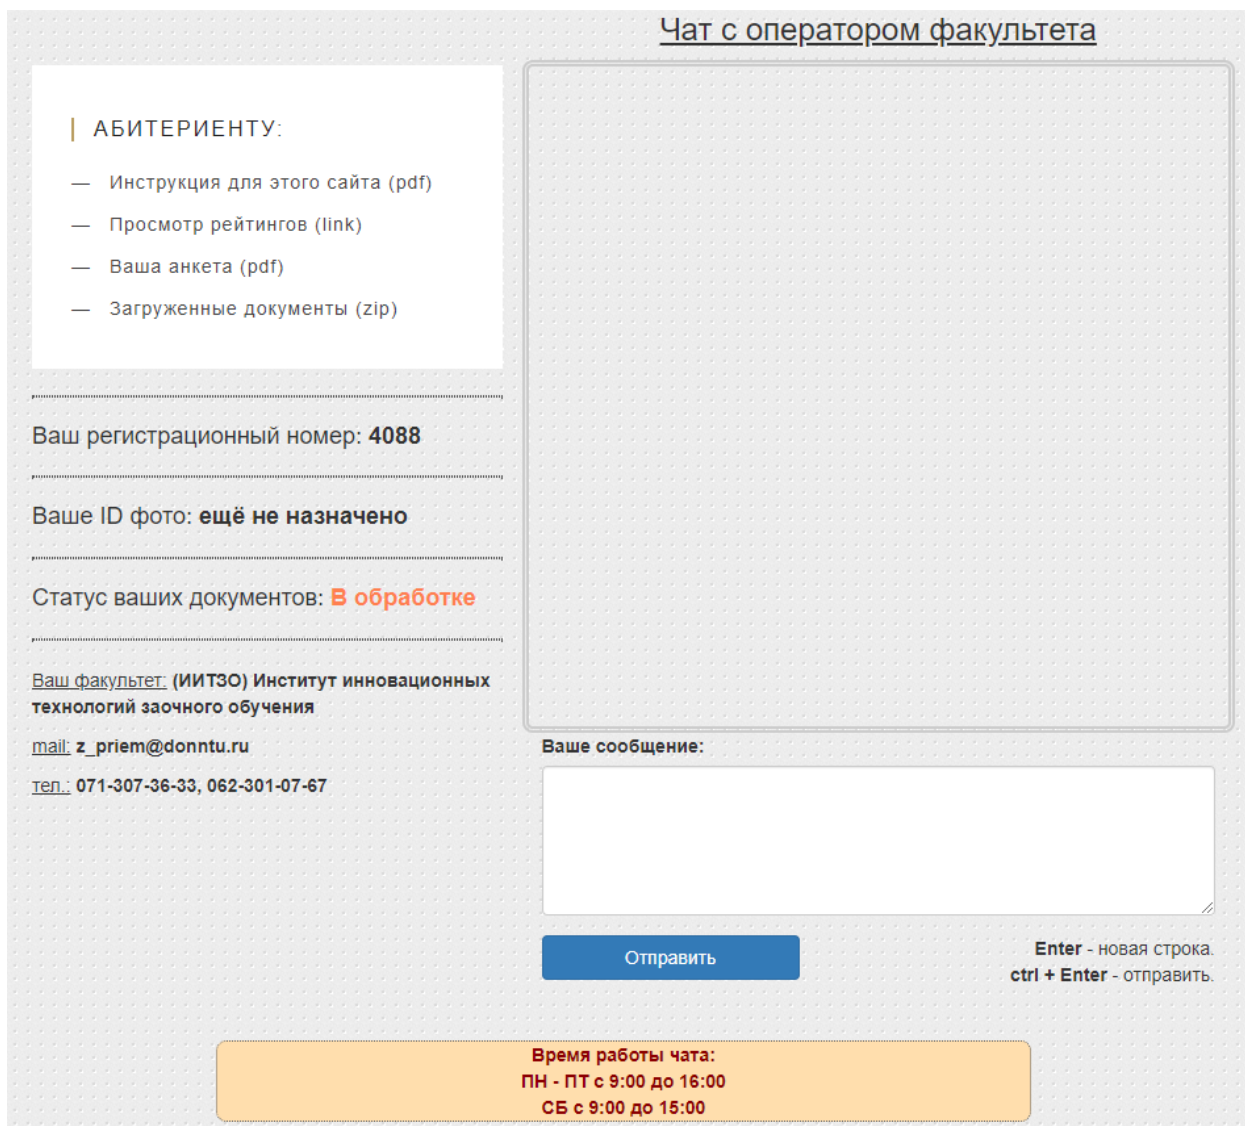 Чат с оператором факультета
АБИТЕРИЕНТУ:
— Инструкция для этого сайта (pdf)
— Просмотр рейтингов (link)
— Ваша анкета (pdf)
— Загруженные документы (zip)
Ваш регистрационный номер: 4088
Ваше ID фото: ещё не назначено
Статус ваших документов: В обработке
Ваш факультет: (ИИТЗО) Институт инновационных
технологий заочного обучения
mail: z_priem@donntu.ru
тел.: 071-307-36-33, 062-301-07-67
Ваше сообщение:
Отправить
Enter - новая строка.
ctrl + Enter - отправить.
Время работы чата:
ПН - ПТ с 9:00 до 16:00
СБ с 9:00 до 15:00